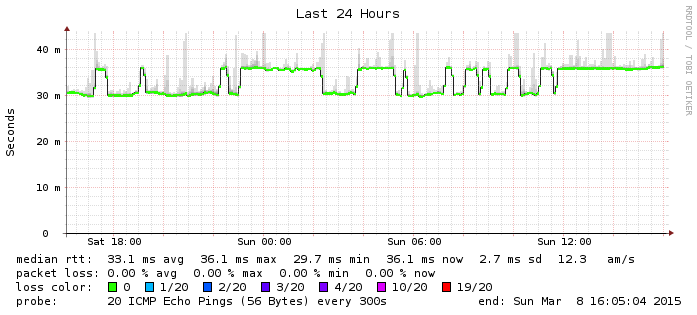 Last 24 Hours
RRDTOOL / TOBI OETIKER
Seconds
40 m
30 m
20 m
10 m
0
Sat 18:00 Sun 00:00 Sun 06:00 Sun 12:00
median rtt: 33.1 ms avg 36.1 ms max 29.7 ms min 36.1 ms now 2.7 ms sd 12.3 am/s
packet loss: 0.00 % avg 0.00 % max 0.00 % min 0.00 % now
loss color: 0 1/20 2/20 3/20 4/20 10/20 19/20
probe: 20 ICMP Echo Pings (56 Bytes) every 300s end: Sun Mar 8 16:05:04 2015